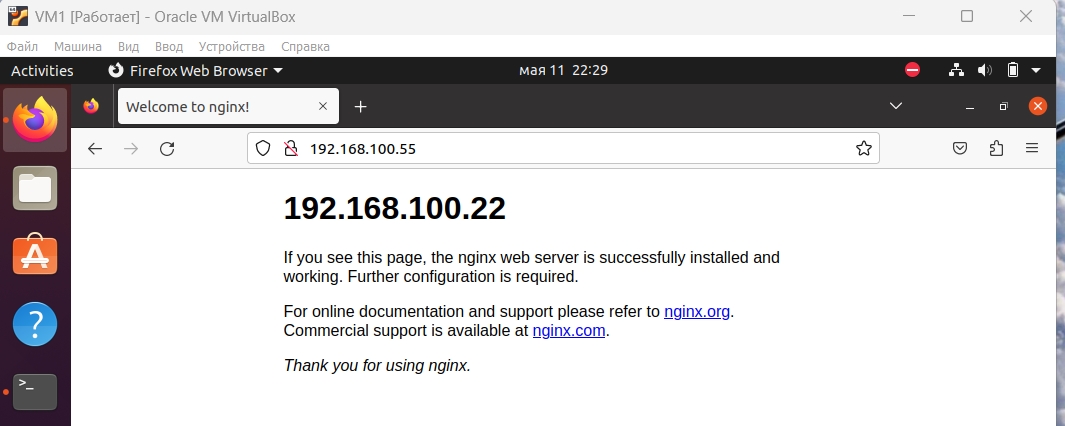 VM1 [Работает] - Oracle VM VirtualBox
Файл Машина Вид Ввод Устройства Справка
Activities Firefox Web Browser мая 11 22:29
Welcome to nginx!
192.168.100.55
192.168.100.22
If you see this page, the nginx web server is successfully installed and
working. Further configuration is required.
For online documentation and support please refer to nginx.org.
Commercial support is available at nginx.com.
Thank you for using nginx.